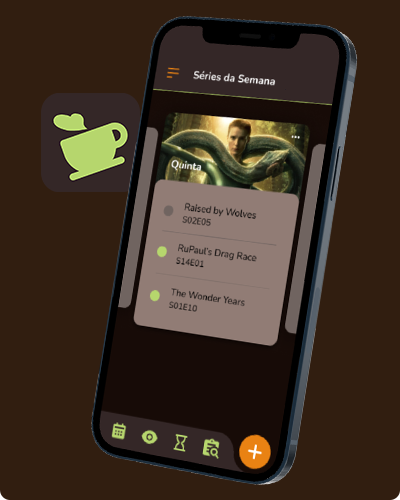 Séries da Semana
Quinta
Raised by Wolves
S02E05
RuPaul's Drag Race
S14E01
The Wonder Years
S01E10